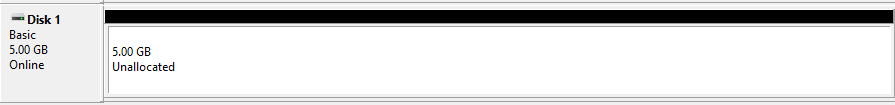 Disk 1
Basic
5.00 GB
Online
5.00 GB
Unallocated